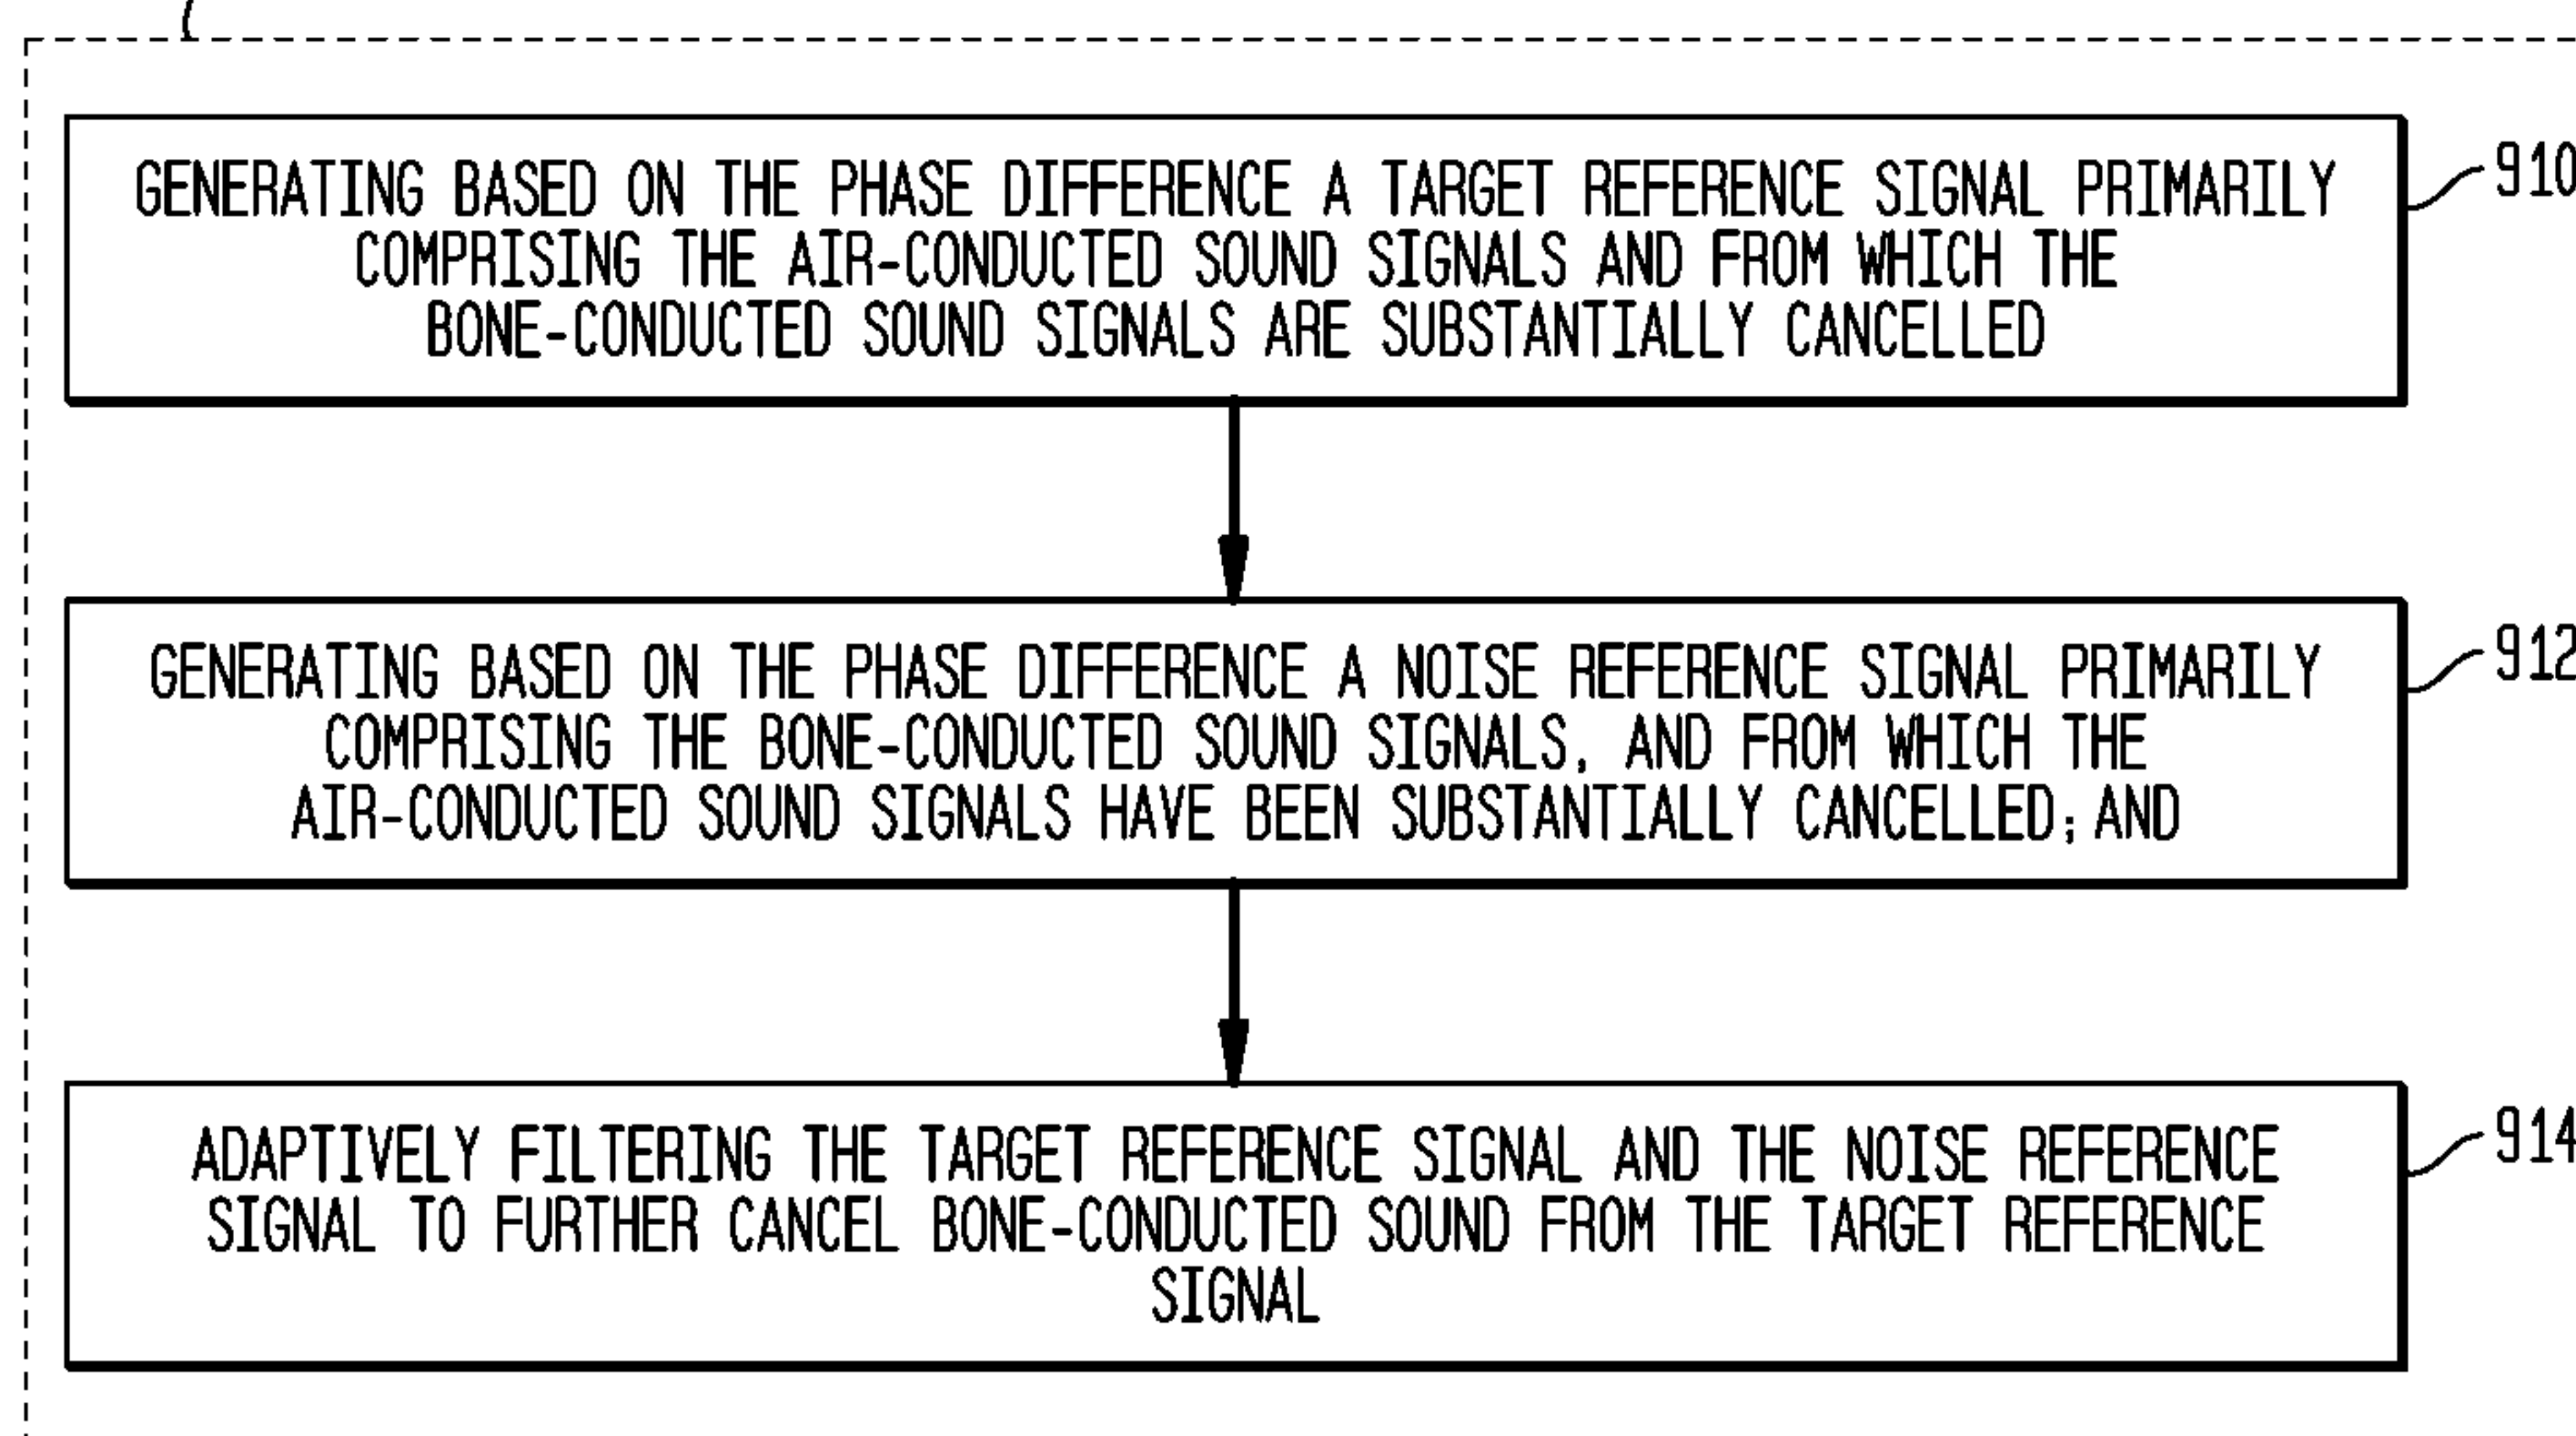 GENERATING BASED ON THE PHASE DIFFERENCE A TARGET REFERENCE SIGNAL PRIMARILY
COMPRISING THE AIR-CONDUCTED SOUND SIGNALS AND FROM WHICH THE
BONE-CONDUCTED SOUND SIGNALS ARE SUBSTANTIALLY CANCELLED
910
GENERATING BASED ON THE PHASE DIFFERENCE A NOISE REFERENCE SIGNAL PRIMARILY
COMPRISING THE BONE-CONDUCTED SOUND SIGNALS, AND FROM WHICH THE
AIR-CONDUCTED SOUND SIGNALS HAVE BEEN SUBSTANTIALLY CANCELLED; AND
912
ADAPTIVELY FILTERING THE TARGET REFERENCE SIGNAL AND THE NOISE REFERENCE
SIGNAL TO FURTHER CANCEL BONE-CONDUCTED SOUND FROM THE TARGET REFERENCE
SIGNAL
914